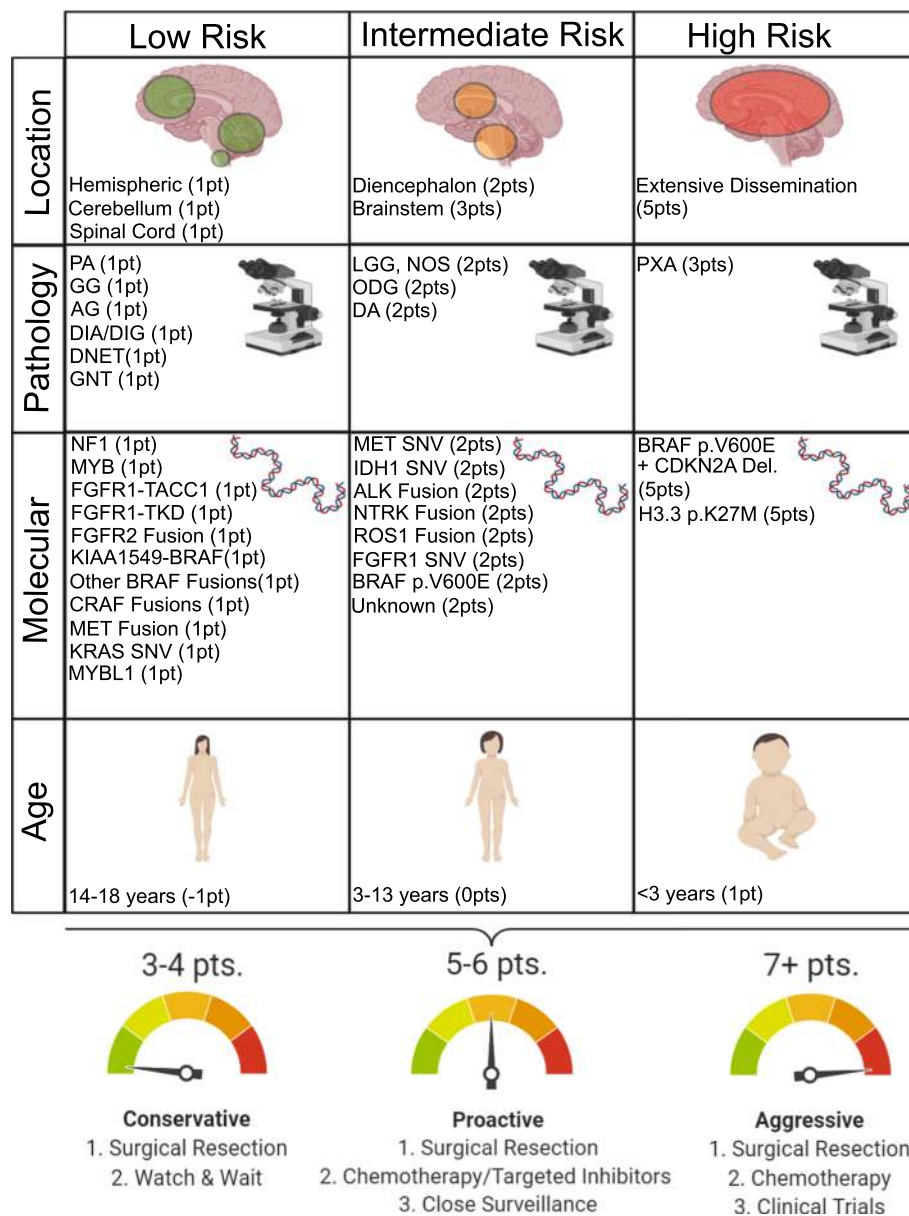 Low Risk
Intermediate Risk
High Risk
Location
Hemispheric (1pt)
Cerebellum (1pt)
Spinal Cord (1pt)
Diencephalon (2pts)
Brainstem (3pts)
Extensive Dissemination
(5pts)
Pathology
PA (1pt)
GG (1pt)
AG (1pt)
DIA/DIG (1pt)
DNET(1pt)
GNT (1pt)
LGG, NOS (2pts)
ODG (2pts)
DA (2pts)
PXA (3pts)
Molecular
NF1 (1pt)
MYB (1pt)
FGFR1-TACC1 (1pt)
FGFR1-TKD (1pt)
FGFR2 Fusion (1pt)
KIAA1549-BRAF(1pt)
Other BRAF Fusions(1pt)
CRAF Fusions (1pt)
MET Fusion (1pt)
KRAS SNV (1pt)
MYBL1 (1pt)
MET SNV (2pts)
IDH1 SNV (2pts)
ALK Fusion (2pts)
NTRK Fusion (2pts)
ROS1 Fusion (2pts)
FGFR1 SNV (2pts)
BRAF p.V600E (2pts)
Unknown (2pts)
BRAF p.V600E
+ CDKN2A Del.
(5pts)
H3.3 p.K27M (5pts)
Age
14-18 years (-1pt)
3-13 years (0pts)
<3 years (1pt)
3-4 pts.
5-6 pts.
7+ pts.
Conservative
1. Surgical Resection
2. Watch & Wait
Proactive
1. Surgical Resection
2. Chemotherapy/Targeted Inhibitors
3. Close Surveillance
Aggressive
1. Surgical Resection
2. Chemotherapy
3. Clinical Trials